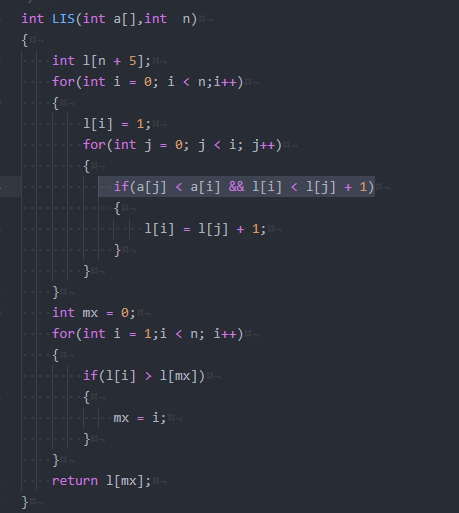 int LIS(int a[],int  n)
{
    int l[n + 5];
    for(int i = 0; i < n;i++)
    {
        l[i] = 1;
        for(int j = 0; j < i; j++)
        {
            if(a[j] < a[i] && l[i] < l[j] + 1)
            {
                l[i] = l[j] + 1;
            }
        }
    }
    int mx = 0;
    for(int i = 1;i < n; i++)
    {
        if(l[i] > l[mx])
        {
            mx = i;
        }
    }
    return l[mx];
}